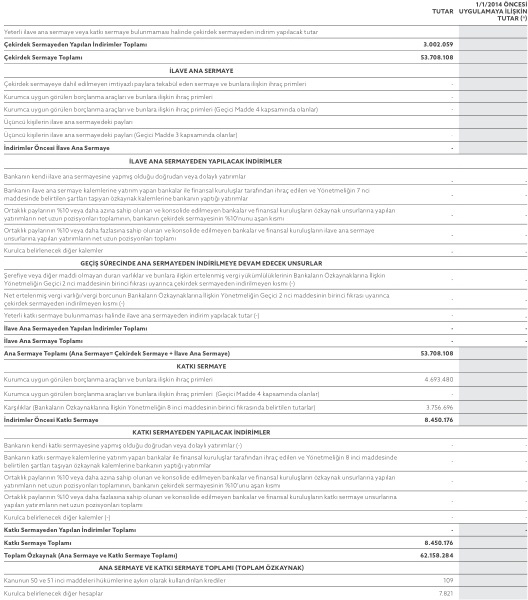 1/1/2014 ÖNCESİ
TUTAR UYGULAMAYA İLİŞKİN
TUTAR (*)
Yeterli ilave ana sermaye veya katkı sermaye bulunmaması halinde çekirdek sermayeden indirim yapılacak tutar
Çekirdek Sermayeden Yapılan İndirimler Toplamı 3.002.059
Çekirdek Sermaye Toplamı 53.708.108
İLAVE ANA SERMAYE
Çekirdek sermayeye dahil edilmeyen imtiyazlı paylara tekabül eden sermaye ve bunlara ilişkin ihraç primleri -
Kurumca uygun görülen borçlanma araçları ve bunlara ilişkin ihraç primleri -
Kurumca uygun görülen borçlanma araçları ve bunlara ilişkin ihraç primleri (Geçici Madde 4 kapsamında olanlar) -
Üçüncü kişilerin ilave ana sermayedeki payları
Üçüncü kişilerin ilave ana sermayedeki payları (Geçici Madde 3 kapsamında olanlar) -
İndirimler Öncesi İlave Ana Sermaye -
İLAVE ANA SERMAYEDEN YAPILACAK İNDİRİMLER
Bankanın kendi ilave ana sermayesine yapmış olduğu doğrudan veya dolaylı yatırımlar - -
Bankanın ilave ana sermaye kalemlerine yatırım yapan bankalar ile finansal kuruluşlar tarafından ihraç edilen ve Yönetmeliğin 7 nci
maddesinde belirtilen şartları taşıyan özkaynak kalemlerine bankanın yaptığı yatırımlar - -
Ortaklık paylarının %10 veya daha azına sahip olunan ve konsolide edilmeyen bankalar ve finansal kuruluşların özkaynak unsurlarına yapılan
yatırımların net uzun pozisyonları toplamının, bankanın çekirdek sermayesinin %10'nunu aşan kısmı - -
Ortaklık paylarının %10 veya daha fazlasına sahip olunan ve konsolide edilmeyen bankalar ve finansal kuruluşların ilave ana sermaye
unsurlarına yapılan yatırımların net uzun pozisyonları toplamı - -
Kurulca belirlenecek diğer kalemler - -
GEÇİŞ SÜRECİNDE ANA SERMAYEDEN İNDİRİLMEYE DEVAM EDECEK UNSURLAR
Şerefiye veya diğer maddi olmayan duran varlıklar ve bunlara ilişkin ertelenmiş vergi yükümlülüklerinin Bankaların Özkaynaklarına İlişkin
Yönetmeliğin Geçici 2 nci maddesinin birinci fıkrası uyarınca çekirdek sermayeden indirilmeyen kısmı (-) - -
Net ertelenmiş vergi varlığı/vergi borcunun Bankaların Özkaynaklarına İlişkin Yönetmeliğin Geçici 2 nci maddesinin birinci fıkrası uyarınca
çekirdek sermayeden indirilmeyen kısmı (-) - -
Yeterli katkı sermaye bulunmaması halinde ilave ana sermayeden indirim yapılacak tutar (-) - -
İlave Ana Sermayeden Yapılan İndirimler Toplamı - -
İlave Ana Sermaye Toplamı - -
Ana Sermaye Toplamı (Ana Sermaye= Çekirdek Sermaye + İlave Ana Sermaye) 53.708.108 -
KATKI SERMAYE
Kurumca uygun görülen borçlanma araçları ve bunlara ilişkin ihraç primleri 4.693.480 -
Kurumca uygun görülen borçlanma araçları ve bunlara ilişkin ihraç primleri (Geçici Madde 4 kapsamında olanlar) - -
Karşılıklar (Bankaların Özkaynaklarına İlişkin Yönetmeliğin 8 inci maddesinin birinci fıkrasında belirtilen tutarlar) 3.756.696 -
İndirimler Öncesi Katkı Sermaye 8.450.176 -
KATKI SERMAYEDEN YAPILACAK İNDİRİMLER
Bankanın kendi katkı sermayesine yapmış olduğu doğrudan veya dolaylı yatırımlar (-) - -
Bankanın katkı sermaye kalemlerine yatırım yapan bankalar ile finansal kuruluşlar tarafından ihraç edilen ve Yönetmeliğin 8 inci maddesinde
belirtilen şartları taşıyan özkaynak kalemlerine bankanın yaptığı yatırımlar - -
Ortaklık paylarının %10 veya daha azına sahip olunan ve konsolide edilmeyen bankalar ve finansal kuruluşların özkaynak unsurlarına yapılan
yatırımların net uzun pozisyonları toplamının, bankanın çekirdek sermayesinin %10'unu aşan kısmı - -
Ortaklık paylarının %10 veya daha fazlasına sahip olunan ve konsolide edilmeyen bankalar ve finansal kuruluşların katkı sermaye unsurlarına
yapılan yatırımların net uzun pozisyonları toplamı - -
Kurulca belirlenecek diğer kalemler (-) - -
Katkı Sermayeden Yapılan İndirimler Toplamı - -
Katkı Sermaye Toplamı 8.450.176 -
Toplam Özkaynak (Ana Sermaye ve Katkı Sermaye Toplamı) 62.158.284 -
ANA SERMAYE VE KATKI SERMAYE TOPLAMI (TOPLAM ÖZKAYNAK)
Kanunun 50 ve 51 inci maddeleri hükümlerine aykırı olarak kullandırılan krediler 109 -
Kurulca belirlenecek diğer hesaplar 7.821 -